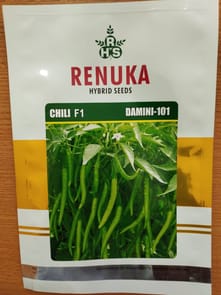 R
H S
RENUKA
HYBRID SEEDS
CHILI F1 DAMINI-101